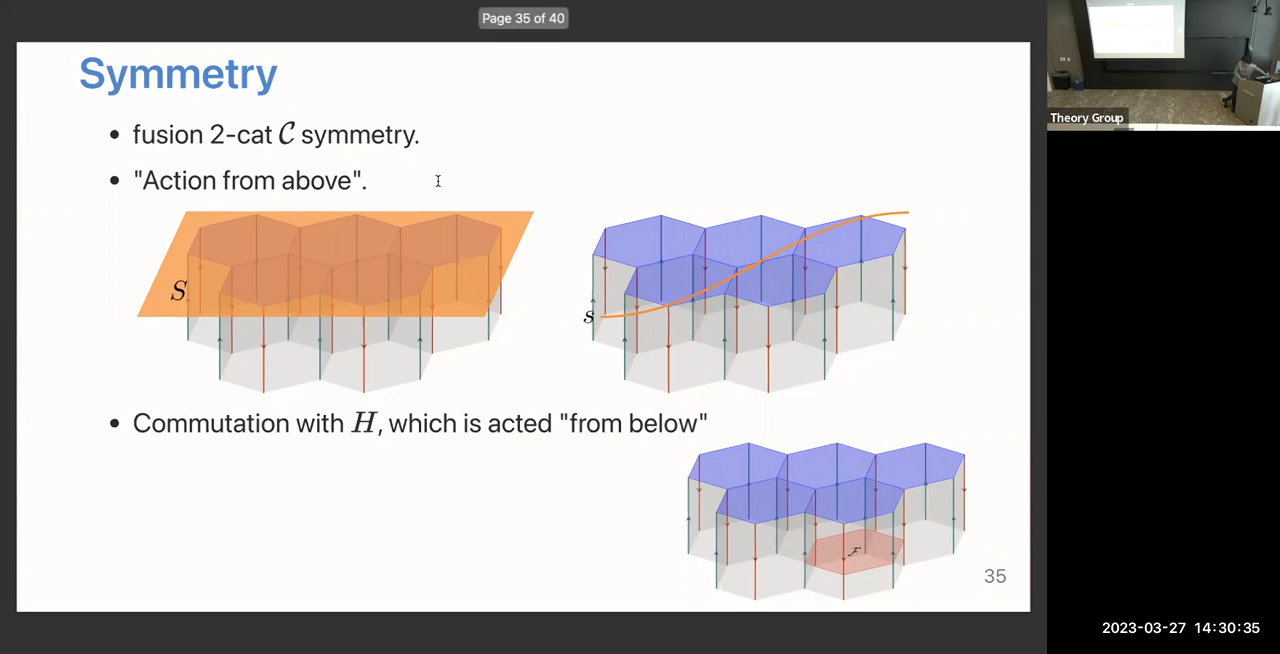 Page 35 of 40
Symmetry
• fusion 2-cat 𝒞 symmetry.
• "Action from above".
S
s
• Commutation with H, which is acted "from below"
ℱ
35
Theory Group
2023-03-27 14:30:35